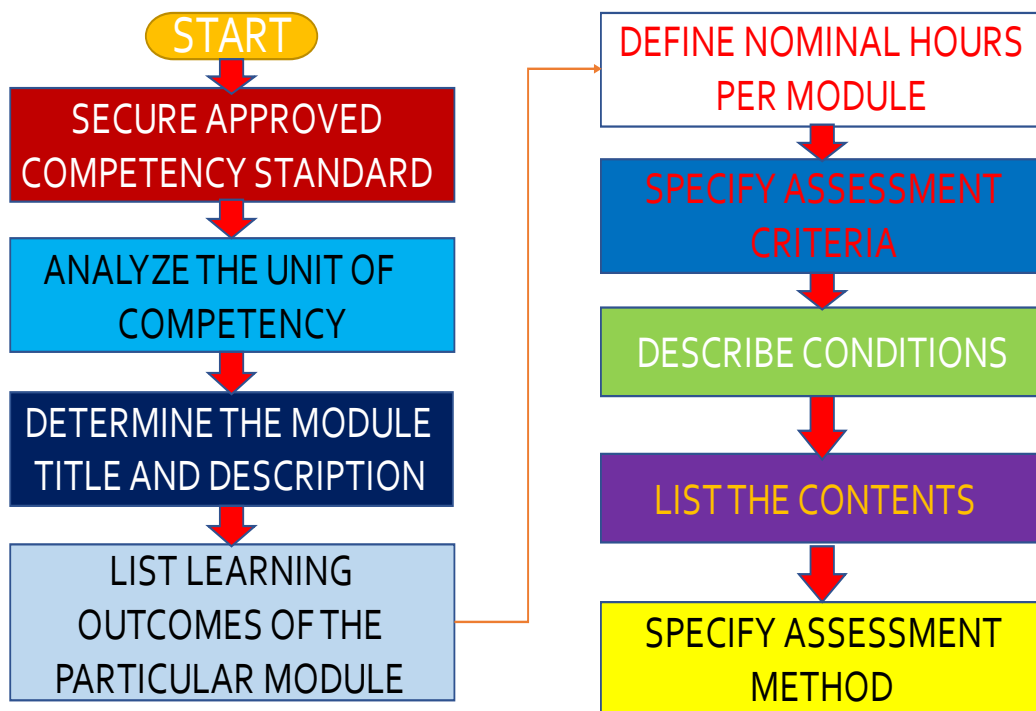 START
SECURE APPROVED
COMPETENCY STANDARD
ANALYZE THE UNIT OF
COMPETENCY
DETERMINE THE MODULE
TITLE AND DESCRIPTION
LIST LEARNING
OUTCOMES OF THE
PARTICULAR MODULE
DEFINE NOMINAL HOURS
PER MODULE
SPECIFY ASSESSMENT
CRITERIA
DESCRIBE CONDITIONS
LIST THE CONTENTS
SPECIFY ASSESSMENT
METHOD